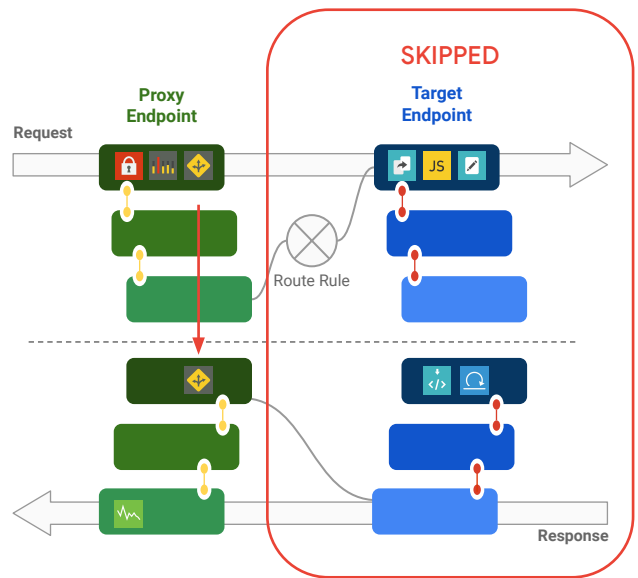 SKIPPED
Proxy
Endpoint
Target
Endpoint
Request
JS
Route Rule
</>
Response